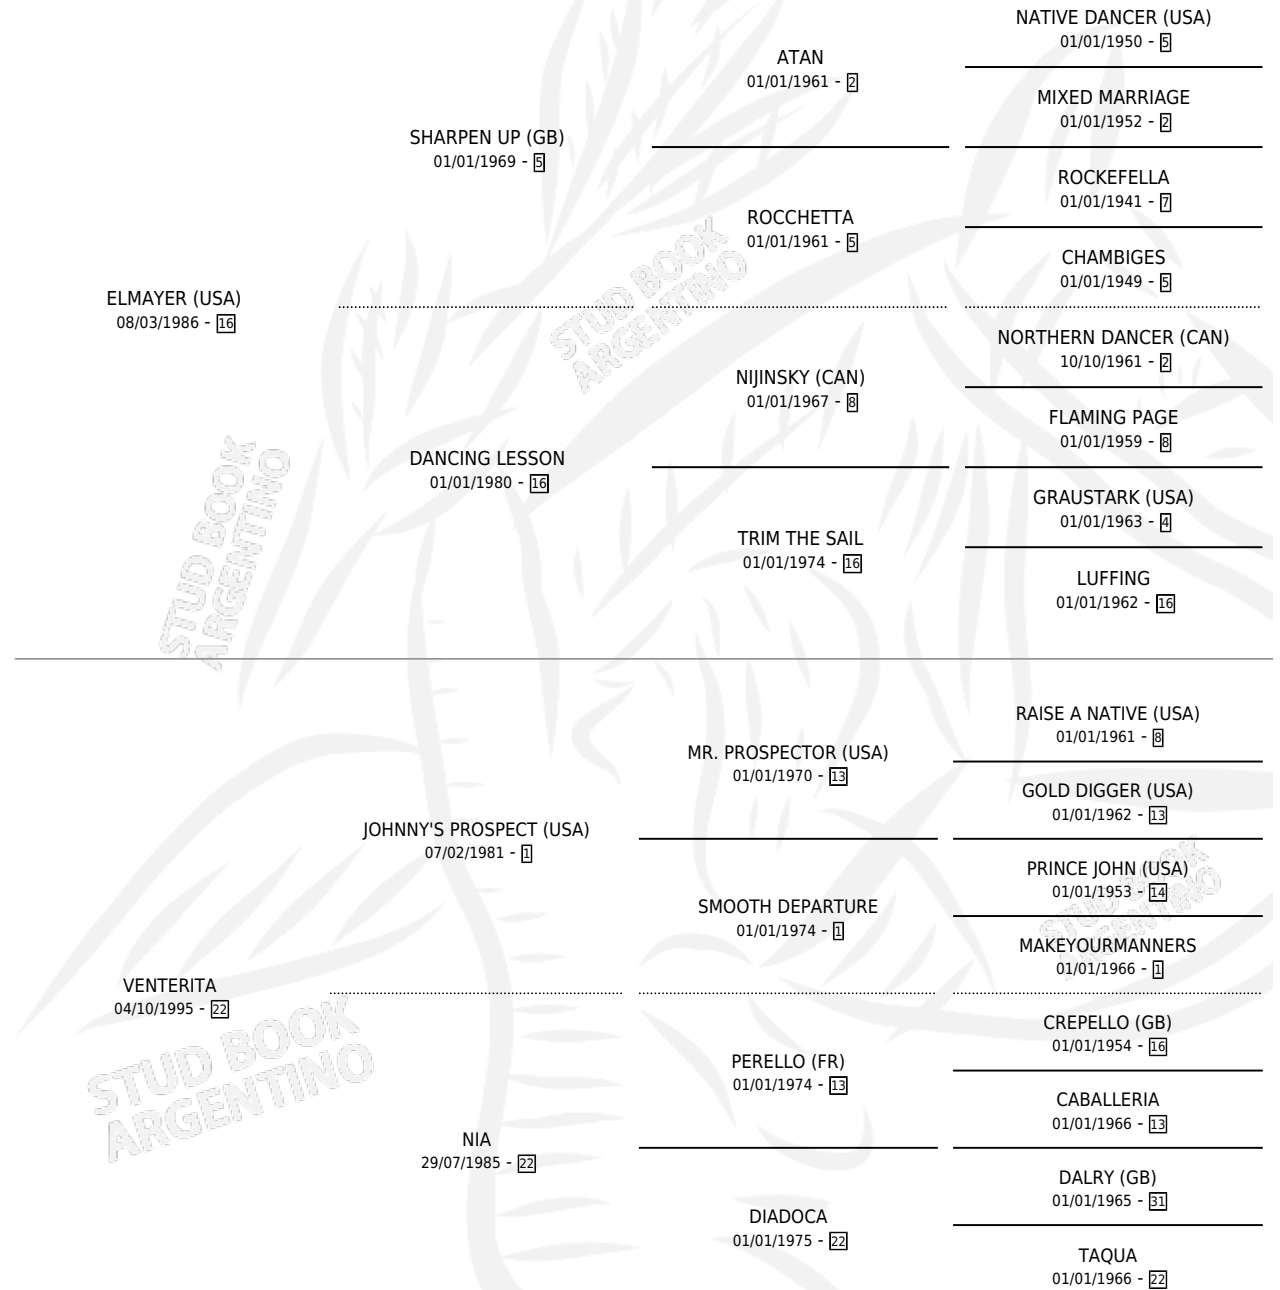 NATIVE DANCER (USA)
01/01/1950 - 5
ATAN
01/01/1961 - 2
MIXED MARRIAGE
01/01/1952 - 2
SHARPEN UP (GB)
01/01/1969 - 5
ROCKEFELLA
01/01/1941 - 7
ROCCHETTA
01/01/1961 - 5
CHAMBIGES
01/01/1949 - 5
ELMAYER (USA)
08/03/1986 - 16
NORTHERN DANCER (CAN)
10/10/1961 - 2
NIJINSKY (CAN)
01/01/1967 - 8
FLAMING PAGE
01/01/1959 - 8
DANCING LESSON
01/01/1980 - 16
GRAUSTARK (USA)
01/01/1963 - 4
TRIM THE SAIL
01/01/1974 - 16
LUFFING
01/01/1962 - 16
RAISE A NATIVE (USA)
01/01/1961 - 8
MR. PROSPECTOR (USA)
01/01/1970 - 13
GOLD DIGGER (USA)
01/01/1962 - 13
JOHNNY'S PROSPECT (USA)
07/02/1981 - 1
PRINCE JOHN (USA)
01/01/1953 - 14
SMOOTH DEPARTURE
01/01/1974 - 1
MAKEYOURMANNERS
01/01/1966 - 1
VENTERITA
04/10/1995 - 22
CREPELLO (GB)
01/01/1954 - 16
PERELLO (FR)
01/01/1974 - 13
CABALLERIA
01/01/1966 - 13
NIA
29/07/1985 - 22
DALRY (GB)
01/01/1965 - 31
DIADOCA
01/01/1975 - 22
TAQUA
01/01/1966 - 22
STUD BOOK
ARGENTINO
STUD BOOK
ARGENTINO
STUD BOOK
ARGENTINO
STUD BOOK
ARGENTINO